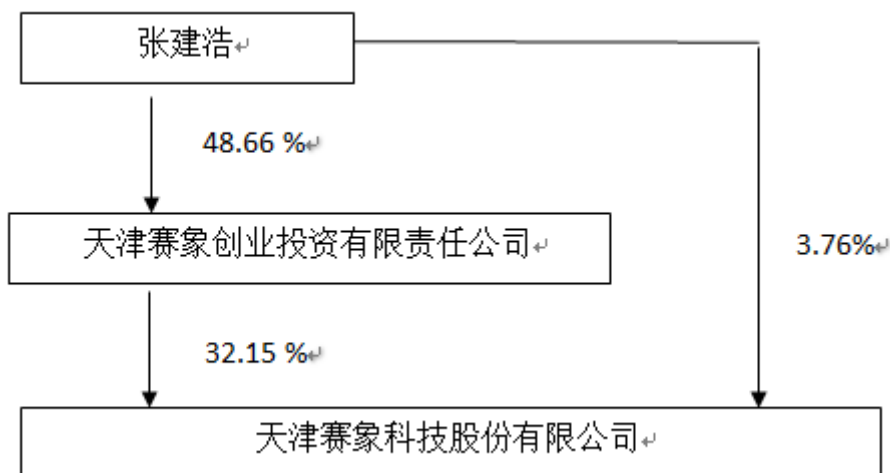 张建浩
48.66 %
天津赛象创业投资有限责任公司
3.76%
32.15 %
天津赛象科技股份有限公司